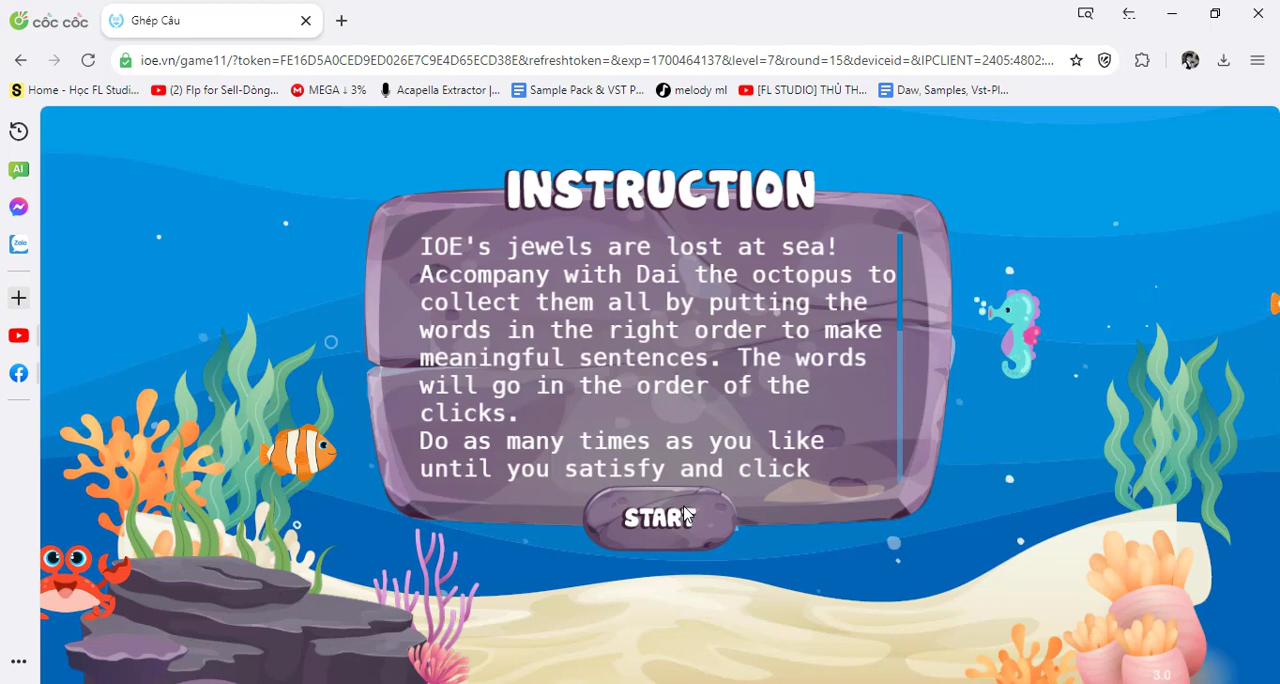 cốc cốc
Ghép Câu
ioe.vn/game11/?token=FE16D5A0CED9ED026E7C9E4D65ECD38E&refreshtoken=&exp=1700464137&level=7&round=15&deviceid=&IPCLIENT=2405:4802:...
Home - Học FL Studi... (2) Flp for Sell-Dòng... MEGA ↓ 3% Acapella Extractor |... Sample Pack & VST P... melody ml [FL STUDIO] THỦ TH... Daw, Samples, Vst-Pl...
AI
Zalo
INSTRUCTION
IOE's jewels are lost at sea!
Accompany with Dai the octopus to
collect them all by putting the
words in the right order to make
meaningful sentences. The words
will go in the order of the
clicks.
Do as many times as you like
until you satisfy and click
START
3.0